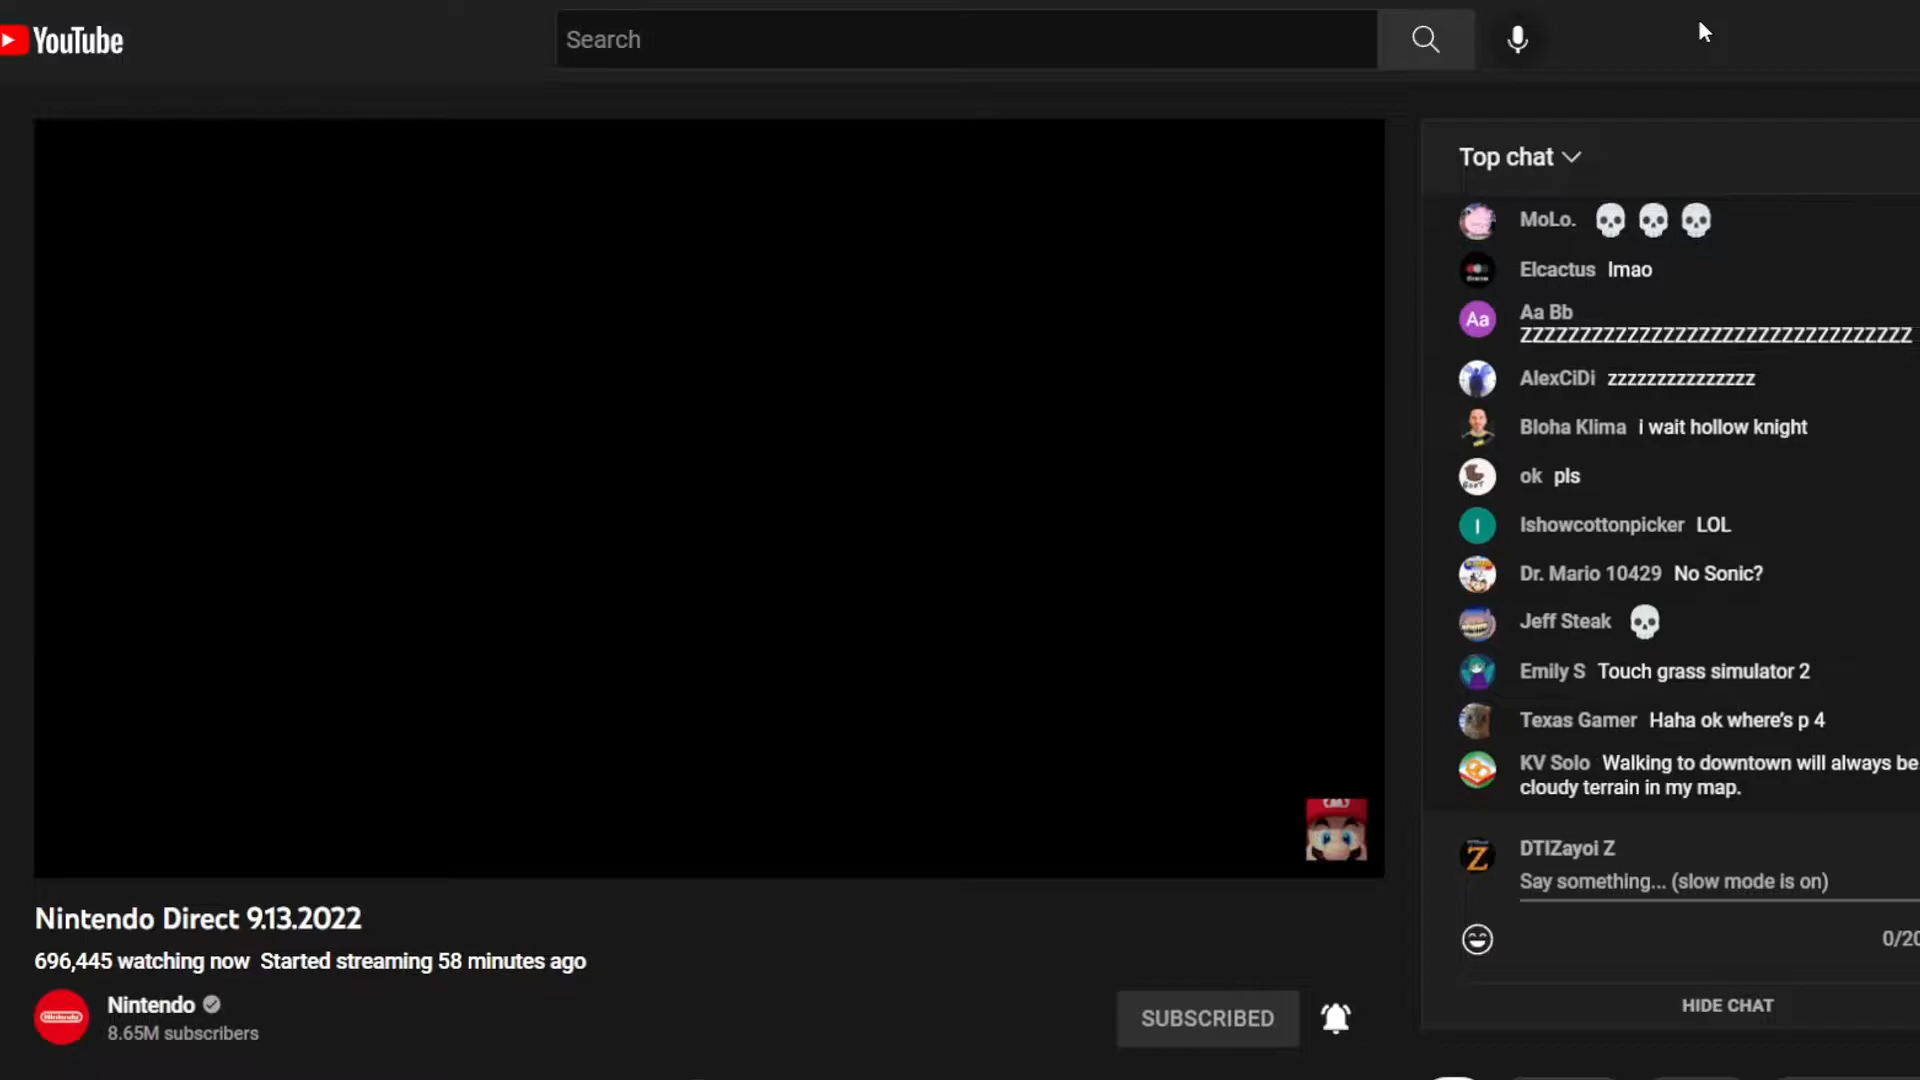 YouTube
Search
Top chat
MoLo.
Elcactus lmao
Aa Bb
ZZZZZZZZZZZZZZZZZZZZZZZZZZZZZZZZZ
AlexCiDi zzzzzzzzzzzzzzz
Bloha Klima i wait hollow knight
ok pls
Ishowcottonpicker LOL
Dr. Mario 10429 No Sonic?
Jeff Steak
Emily S Touch grass simulator 2
Texas Gamer Haha ok where's p 4
KV Solo Walking to downtown will always be
cloudy terrain in my map.
DTIZayoi Z
Say something... (slow mode is on)
0/20
HIDE CHAT
Nintendo Direct 9.13.2022
696,445 watching now Started streaming 58 minutes ago
Nintendo
8.65M subscribers
SUBSCRIBED
Aa
I
Z
Nintendo
M